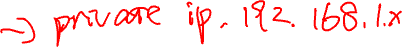 → private ip. 192.168.1.x